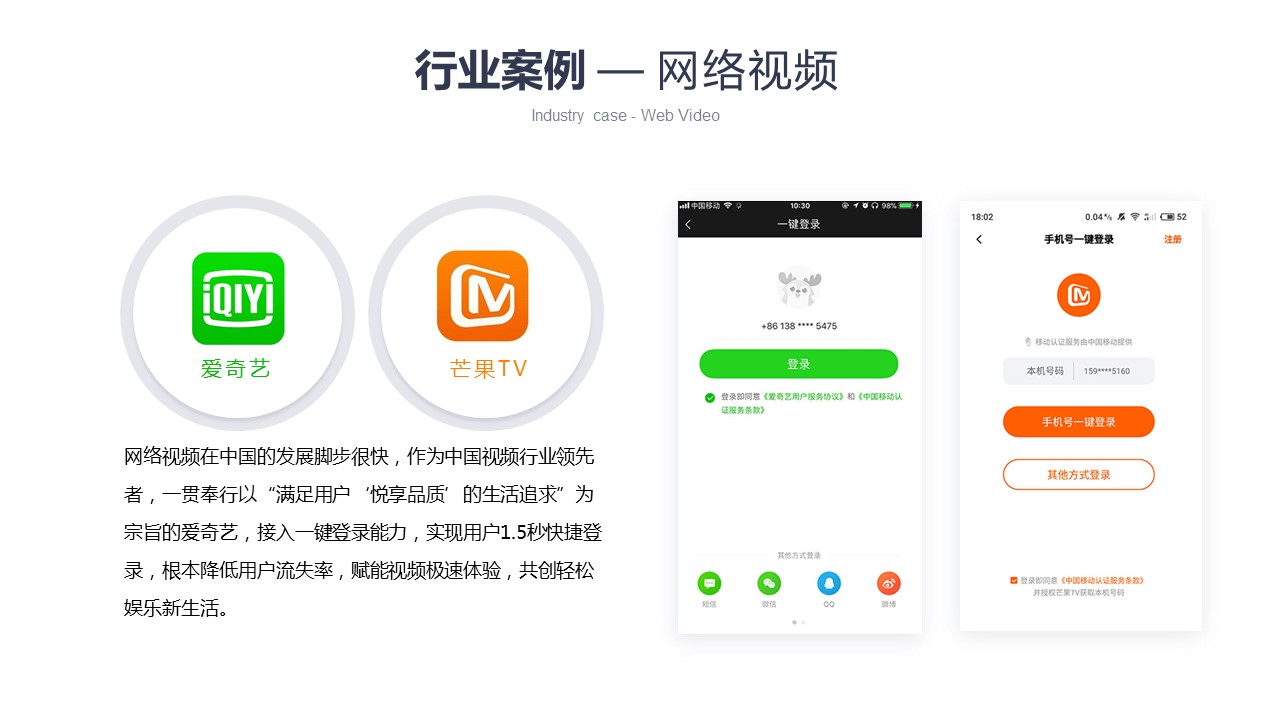 行业案例 — 网络视频
Industry case - Web Video
iQIYI
爱奇艺
芒果TV
网络视频在中国的发展脚步很快，作为中国视频行业领先
者，一贯奉行以“满足用户‘悦享品质’的生活追求”为
宗旨的爱奇艺，接入一键登录能力，实现用户1.5秒快捷登
录，根本降低用户流失率，赋能视频极速体验，共创轻松
娱乐新生活。
中国移动 10:30 98%
一键登录
+86 138 **** 5475
登录
登录即同意《爱奇艺用户服务协议》和《中国移动认
证服务条款》
其他方式登录
短信 微信 QQ 微博
18:02 0.04 52
手机号一键登录 注册
移动认证服务由中国移动提供
本机号码 159****5160
手机号一键登录
其他方式登录
登录即同意《中国移动认证服务条款》
并授权芒果TV获取本机号码